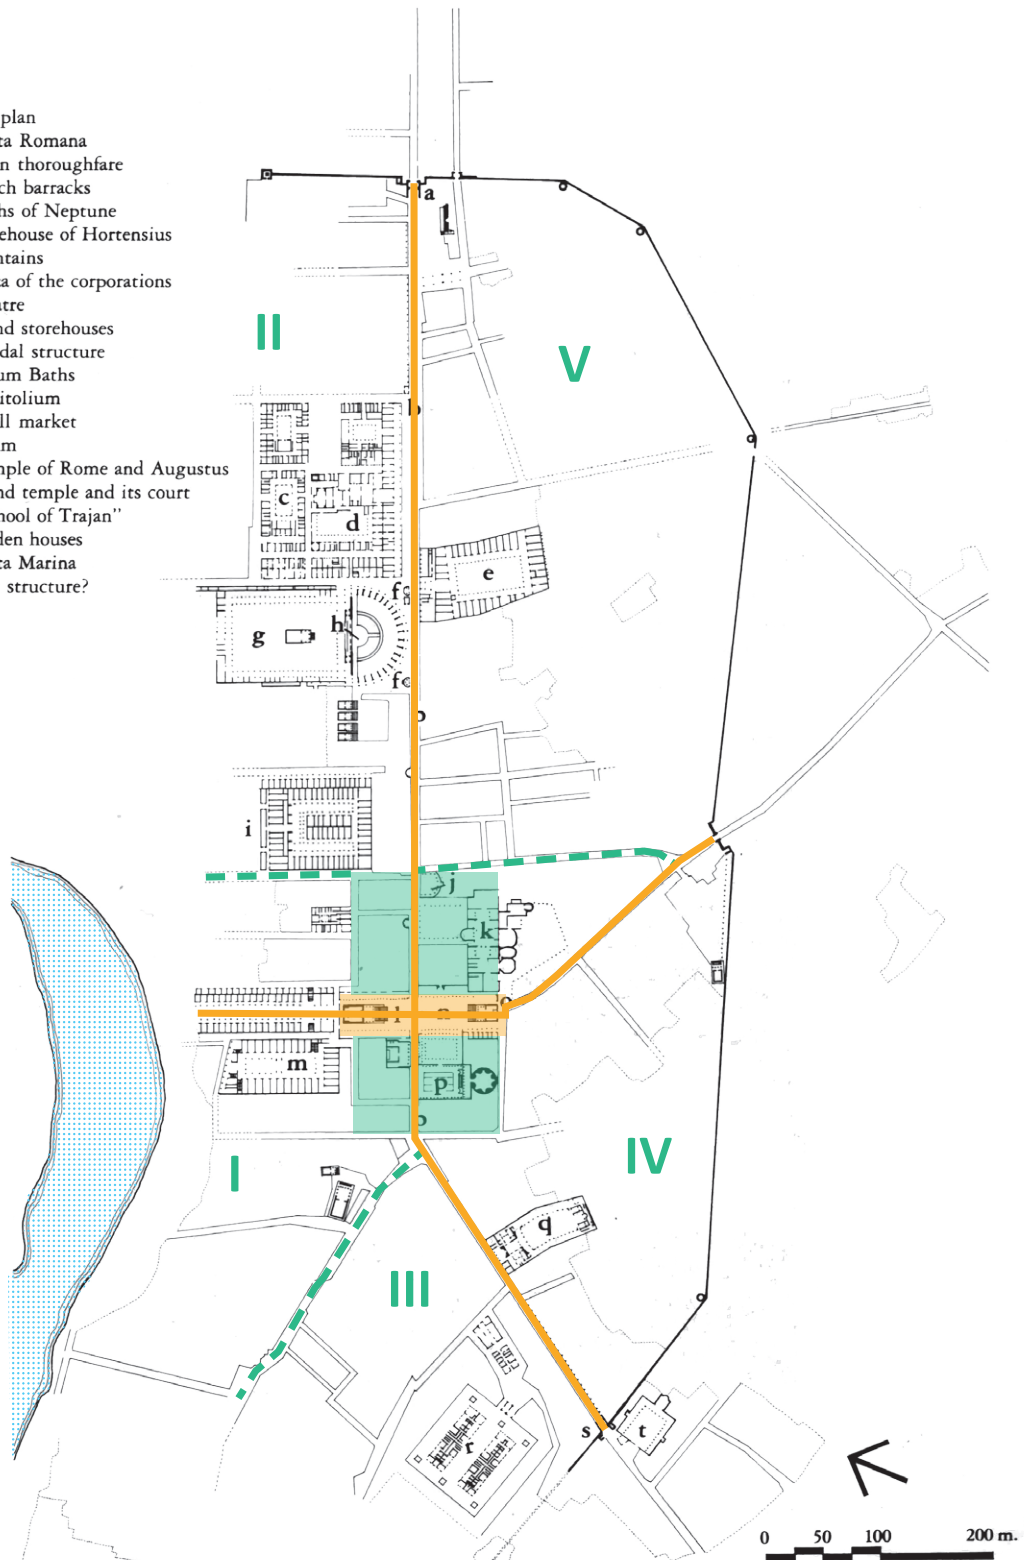 plan
ta Romana
n thoroughfare
ch barracks
hs of Neptune
ehouse of Hortensius
ntains
a of the corporations
atre
nd storehouses
dal structure
um Baths
itolium
ll market
m
mple of Rome and Augustus
nd temple and its court
hool of Trajan”
den houses
ta Marina
structure?
a
II
V
b
c
d
e
f
g
h
f
b
i
j
k
l
n
o
m
p
b
I
IV
q
III
r
s
t
0 50 100 200 m.